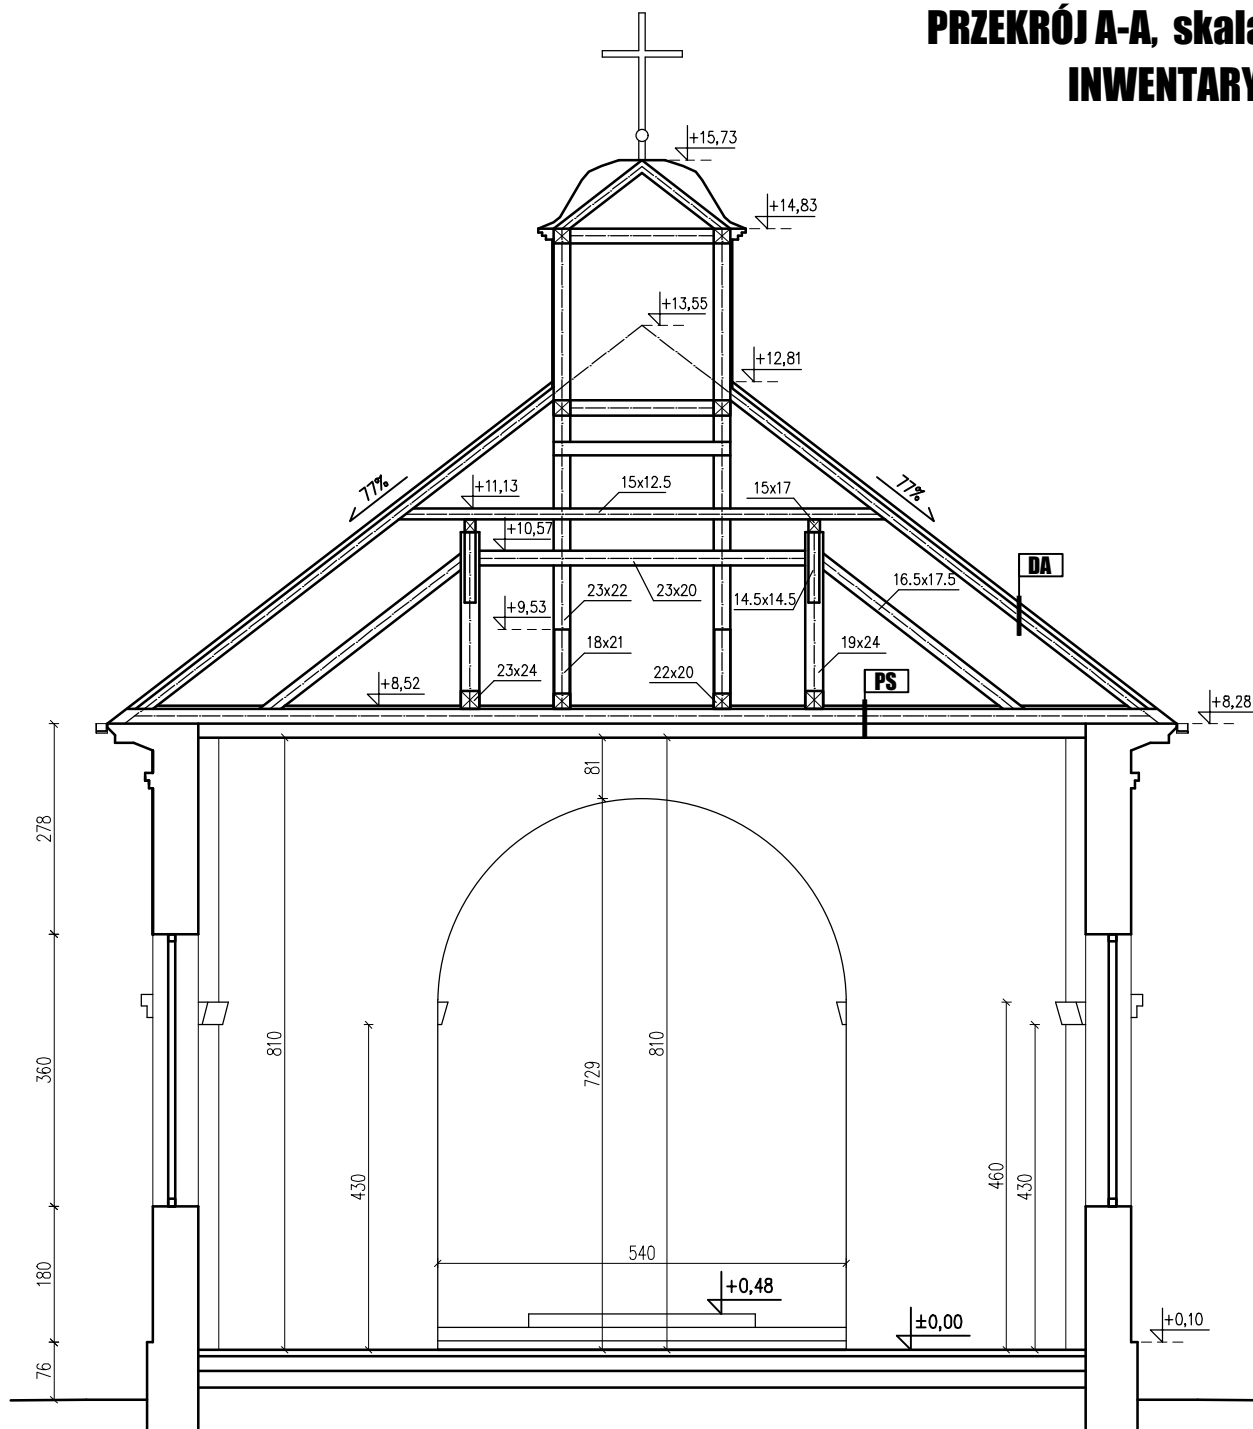 PRZEKRÓJ A-A, skala
INWENTARY
+15,73
+14,83
+13,55
+12,81
77%
+11,13
15x12.5
15x17
77%
+10,57
DA
16.5x17.5
+9,53
23x22
23x20
14.5x14.5
18x21
19x24
+8,52
23x24
22x20
PS
+8,28
81
278
810
729
810
360
430
460
430
540
180
+0,48
±0,00
+0,10
76